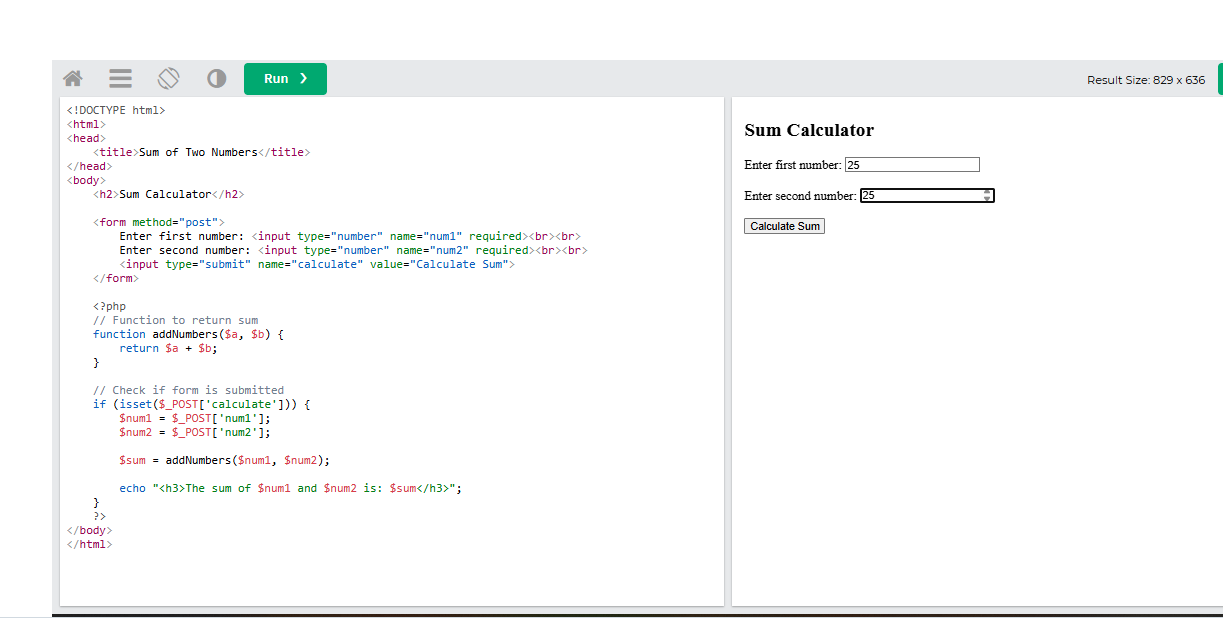 Run ❯
Result Size: 829 x 636
<!DOCTYPE html>
<html>
<head>
    <title>Sum of Two Numbers</title>
</head>
<body>
    <h2>Sum Calculator</h2>

    <form method="post">
        Enter first number: <input type="number" name="num1" required><br><br>
        Enter second number: <input type="number" name="num2" required><br><br>
        <input type="submit" name="calculate" value="Calculate Sum">
    </form>

    <?php
    // Function to return sum
    function addNumbers($a, $b) {
        return $a + $b;
    }

    // Check if form is submitted
    if (isset($_POST['calculate'])) {
        $num1 = $_POST['num1'];
        $num2 = $_POST['num2'];

        $sum = addNumbers($num1, $num2);

        echo "<h3>The sum of $num1 and $num2 is: $sum</h3>";
    }
    ?>
</body>
</html>
Sum Calculator
Enter first number: 25
Enter second number: 25
Calculate Sum